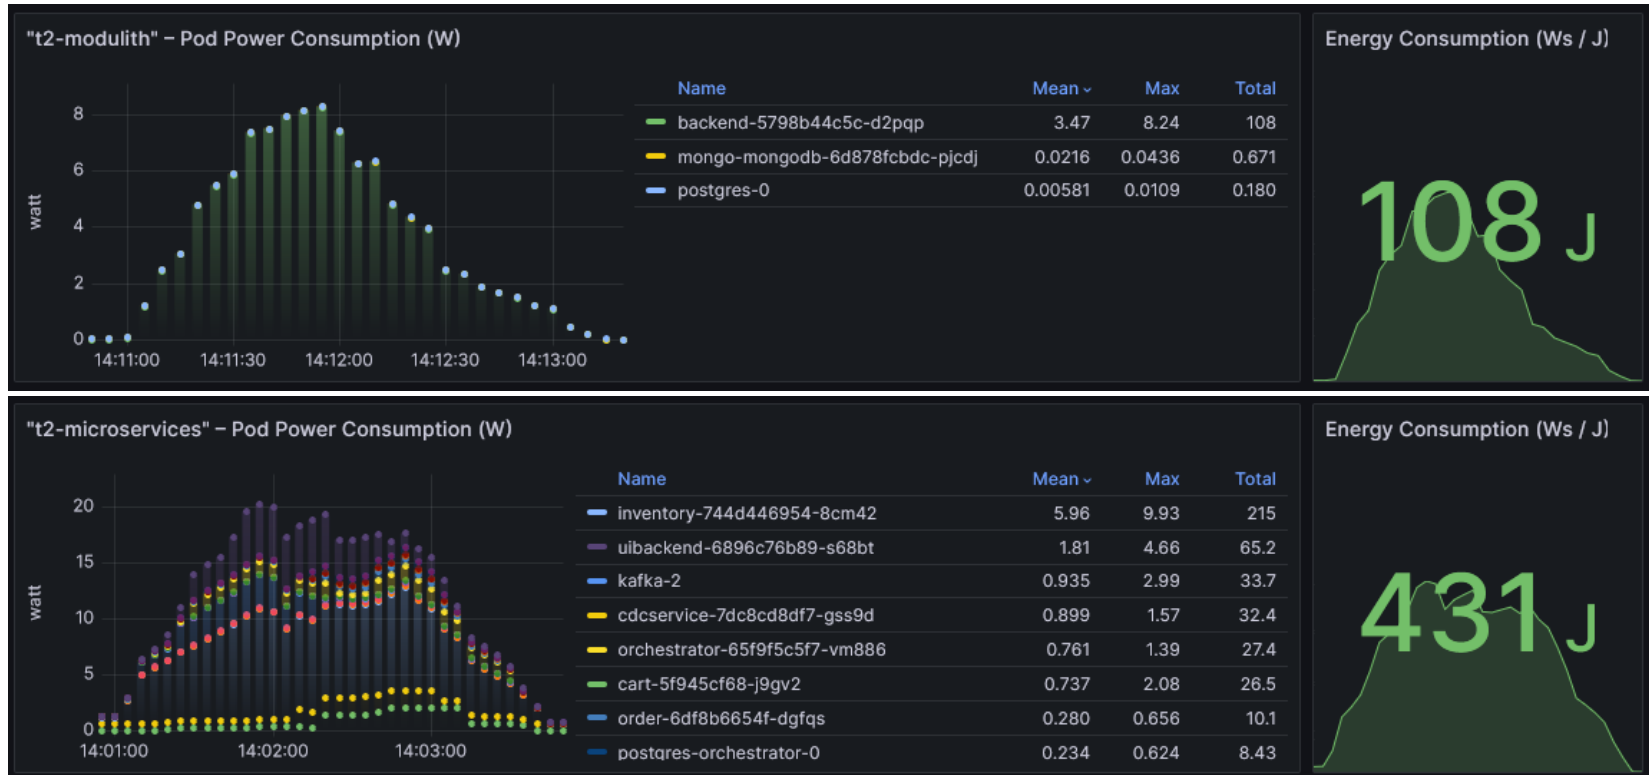 "t2-modulith" – Pod Power Consumption (W)
Energy Consumption (Ws / J)
Name Mean Max Total
backend-5798b44c5c-d2pqp 3.47 8.24 108
mongo-mongodb-6d878fcbdc-pjcdj 0.0216 0.0436 0.671
postgres-0 0.00581 0.0109 0.180
watt
8
6
4
2
0
14:11:00 14:11:30 14:12:00 14:12:30 14:13:00
108 J
"t2-microservices" – Pod Power Consumption (W)
Energy Consumption (Ws / J)
Name Mean Max Total
inventory-744d446954-8cm42 5.96 9.93 215
uibackend-6896c76b89-s68bt 1.81 4.66 65.2
kafka-2 0.935 2.99 33.7
cdcservice-7dc8cd8df7-gss9d 0.899 1.57 32.4
orchestrator-65f9f5c5f7-vm886 0.761 1.39 27.4
cart-5f945cf68-j9gv2 0.737 2.08 26.5
order-6df8b6654f-dgfqs 0.280 0.656 10.1
postgres-orchestrator-0 0.234 0.624 8.43
watt
20
15
10
5
0
14:01:00 14:02:00 14:03:00
431 J